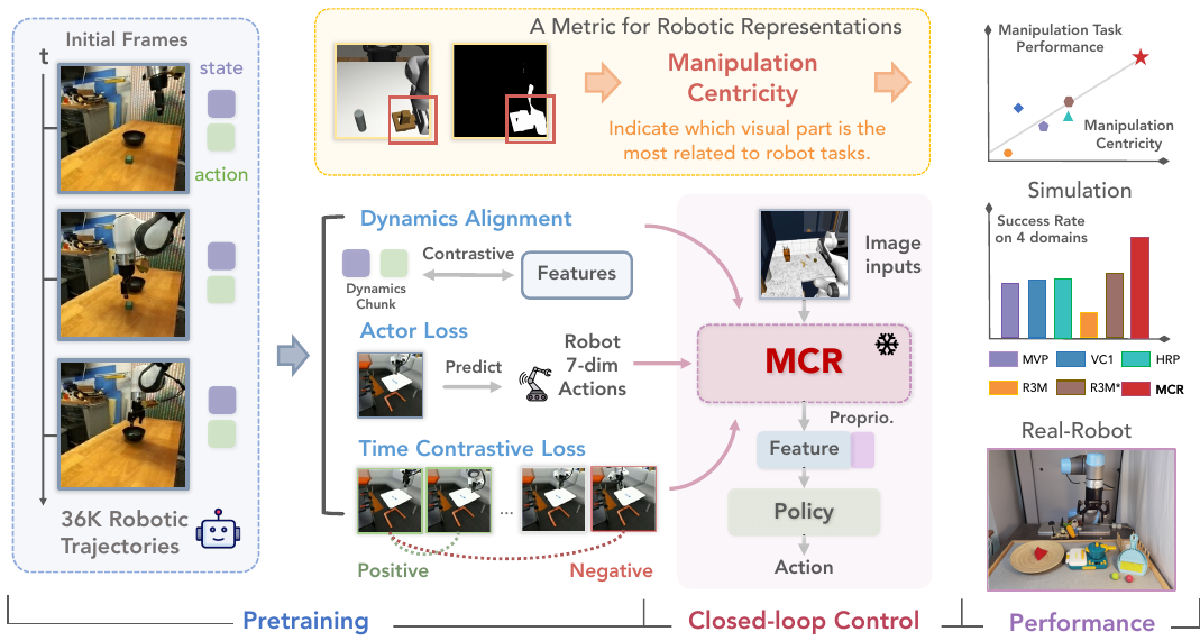 Initial Frames
t
state
action
36K Robotic
Trajectories
A Metric for Robotic Representations
Manipulation
Centricity
Indicate which visual part is the
most related to robot tasks.
Dynamics Alignment
Contrastive
Dynamics
Chunk
Features
Actor Loss
Predict
Robot
7-dim
Actions
Time Contrastive Loss
...
Positive
Negative
Image
inputs
MCR
Proprio.
Feature
Policy
Action
Manipulation Task
Performance
Manipulation
Centricity
Simulation
Success Rate
on 4 domains
MVP
VC1
HRP
R3M
R3M*
MCR
Real-Robot
Pretraining
Closed-loop Control
Performance